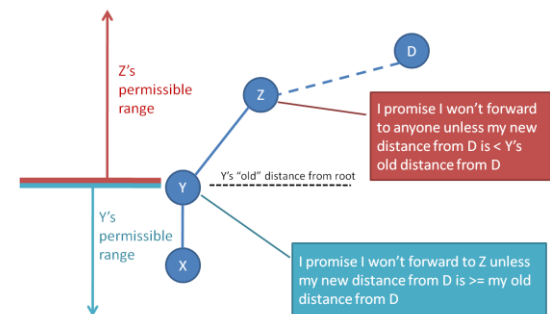 D
Z's
permissible
range
Z
I promise I won't forward
to anyone unless my new
distance from D is < Y's
old distance from D
Y's "old" distance from root
Y
Y's
permissible
range
X
I promise I won't forward to Z unless
my new distance from D is >= my old
distance from D